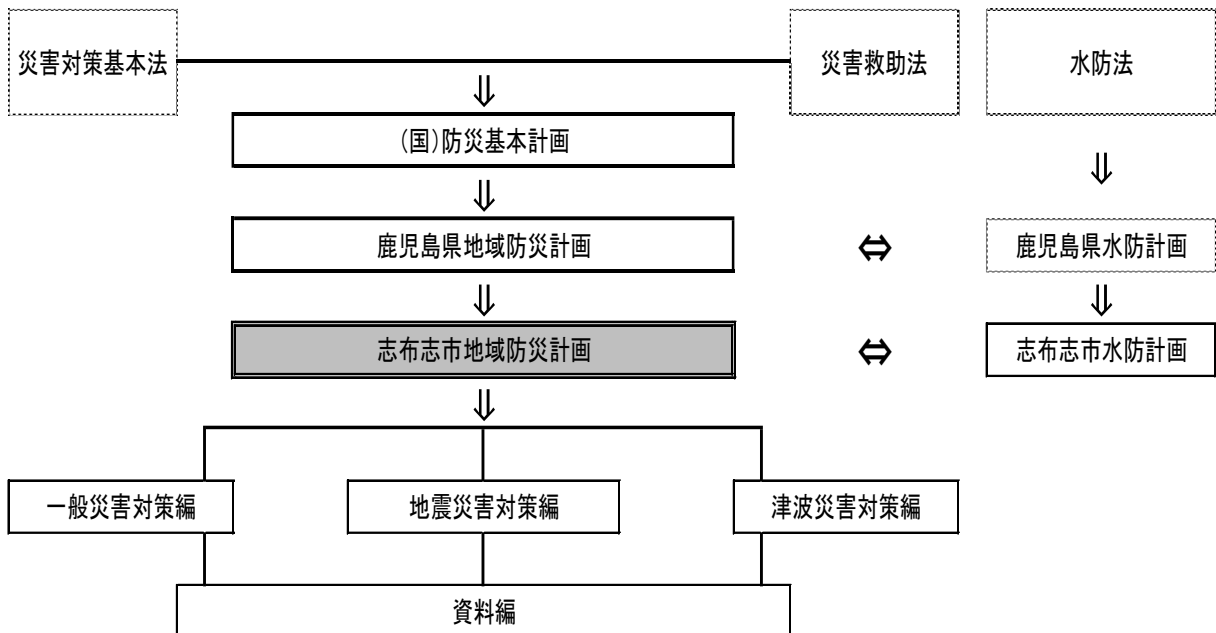 災害対策基本法
災害救助法
水防法
⇓
(国)防災基本計画
⇓
⇓
鹿児島県地域防災計画
⇔
鹿児島県水防計画
⇓
⇓
志布志市地域防災計画
⇔
志布志市水防計画
⇓
一般災害対策編
地震災害対策編
津波災害対策編
資料編